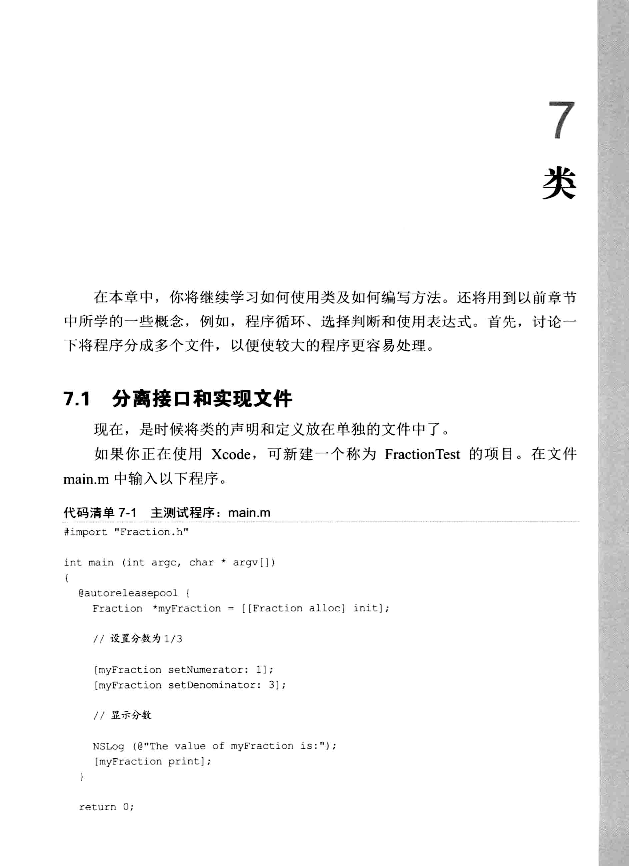 7
类
在本章中，你将继续学习如何使用类及如何编写方法。还将用到以前章节
中所学的一些概念，例如，程序循环、选择判断和使用表达式。首先，讨论一
下将程序分成多个文件，以便使较大的程序更容易处理。
7.1 分离接口和实现文件
现在，是时候将类的声明和定义放在单独的文件中了。
如果你正在使用 Xcode，可新建一个称为 FractionTest 的项目。在文件
main.m 中输入以下程序。
代码清单 7-1 主测试程序：main.m
#import "Fraction.h"
int main (int argc, char * argv[])
{
@autoreleasepool {
Fraction *myFraction = [[Fraction alloc] init];
// 设置分数为 1/3
[myFraction setNumerator: 1];
[myFraction setDenominator: 3];
// 显示分数
NSLog (@"The value of myFraction is:");
[myFraction print];
}
return 0;